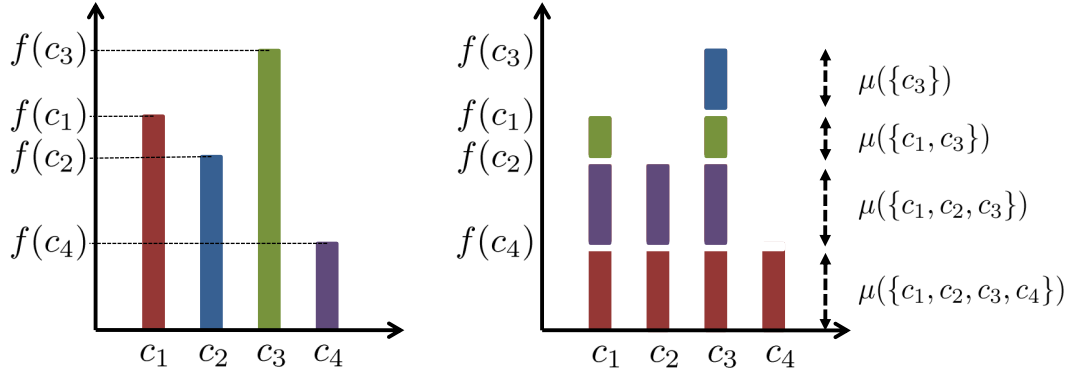 f(c₃)
f(c₁)
f(c₂)
f(c₄)
c₁ c₂ c₃ c₄
f(c₃)
f(c₁)
f(c₂)
f(c₄)
c₁ c₂ c₃ c₄
μ({c₃})
μ({c₁, c₃})
μ({c₁, c₂, c₃})
μ({c₁, c₂, c₃, c₄})